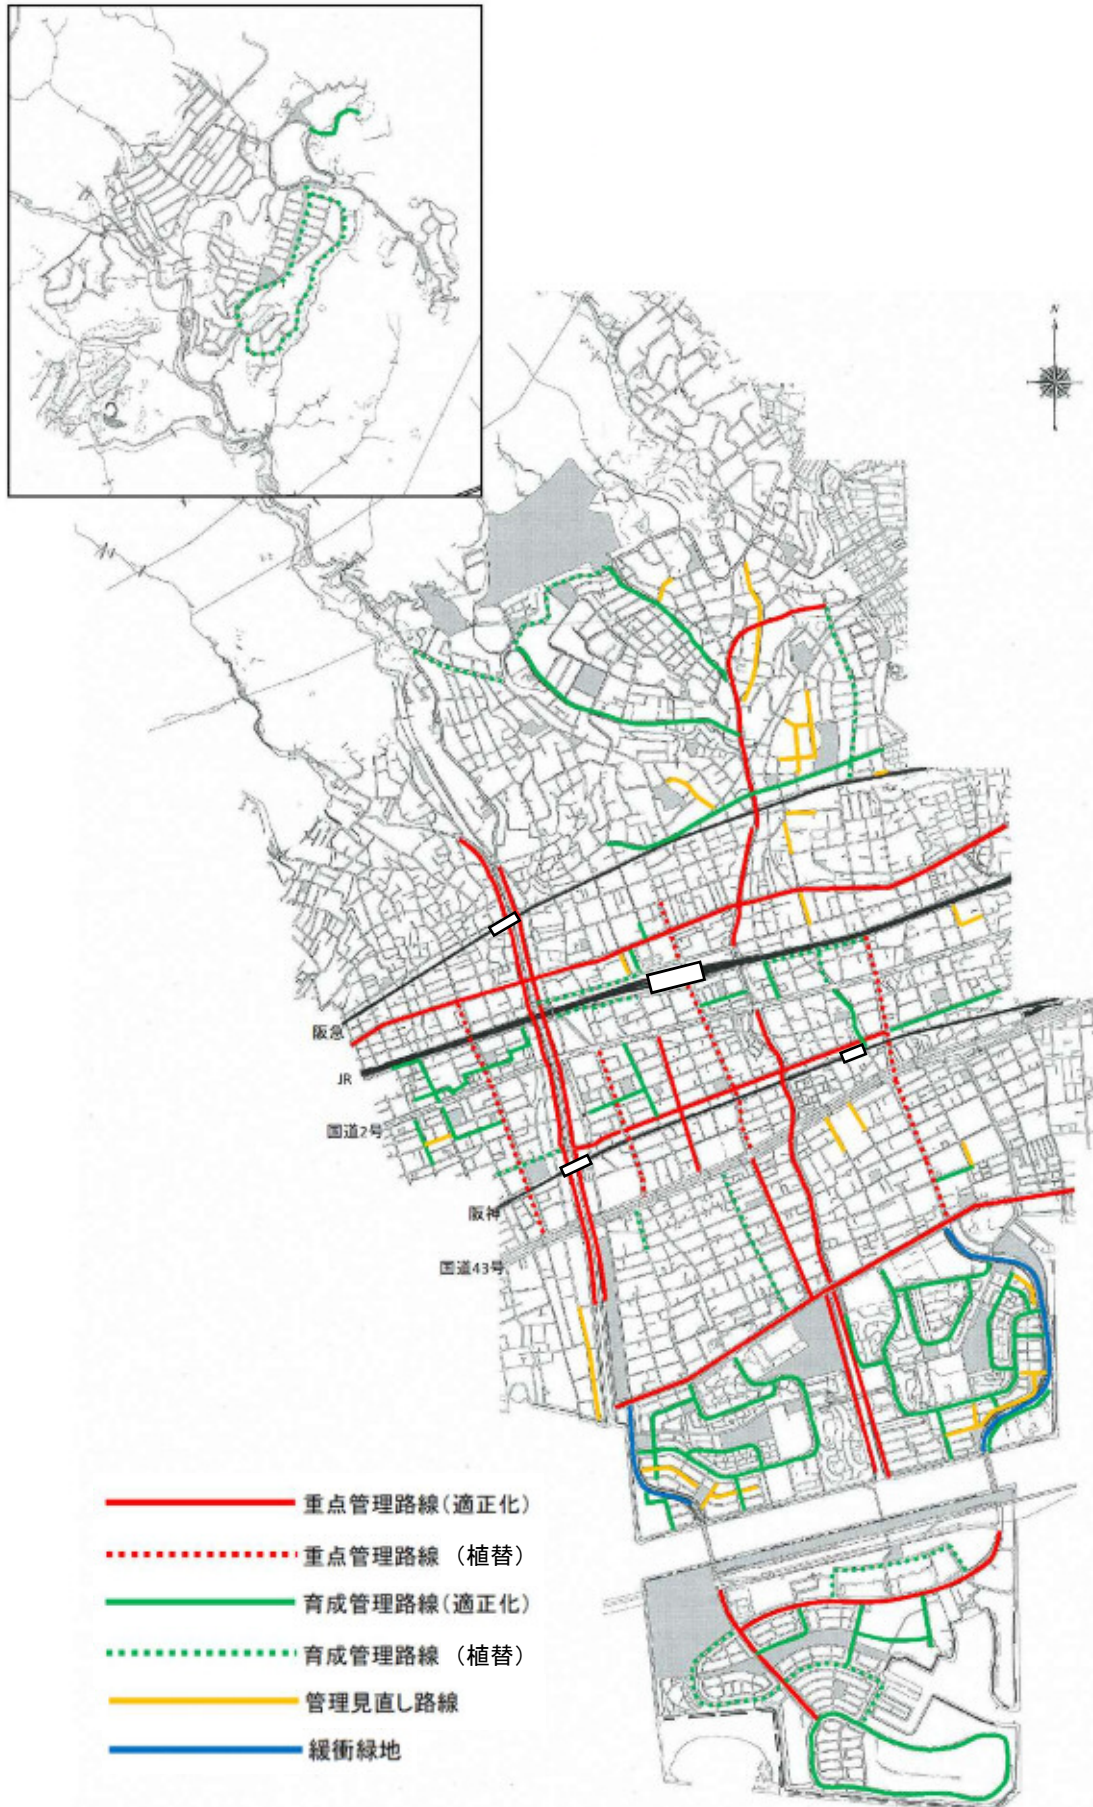 N
阪急
JR
国道2号
阪神
国道43号
重点管理路線(適正化)
重点管理路線 (植替)
育成管理路線(適正化)
育成管理路線 (植替)
管理見直し路線
緩衝緑地